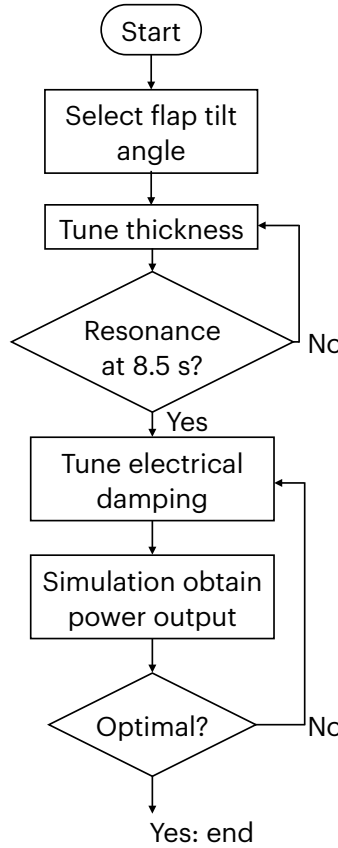 Start
Select flap tilt
angle
Tune thickness
Resonance
at 8.5 s?
No
Yes
Tune electrical
damping
Simulation obtain
power output
Optimal?
No
Yes: end